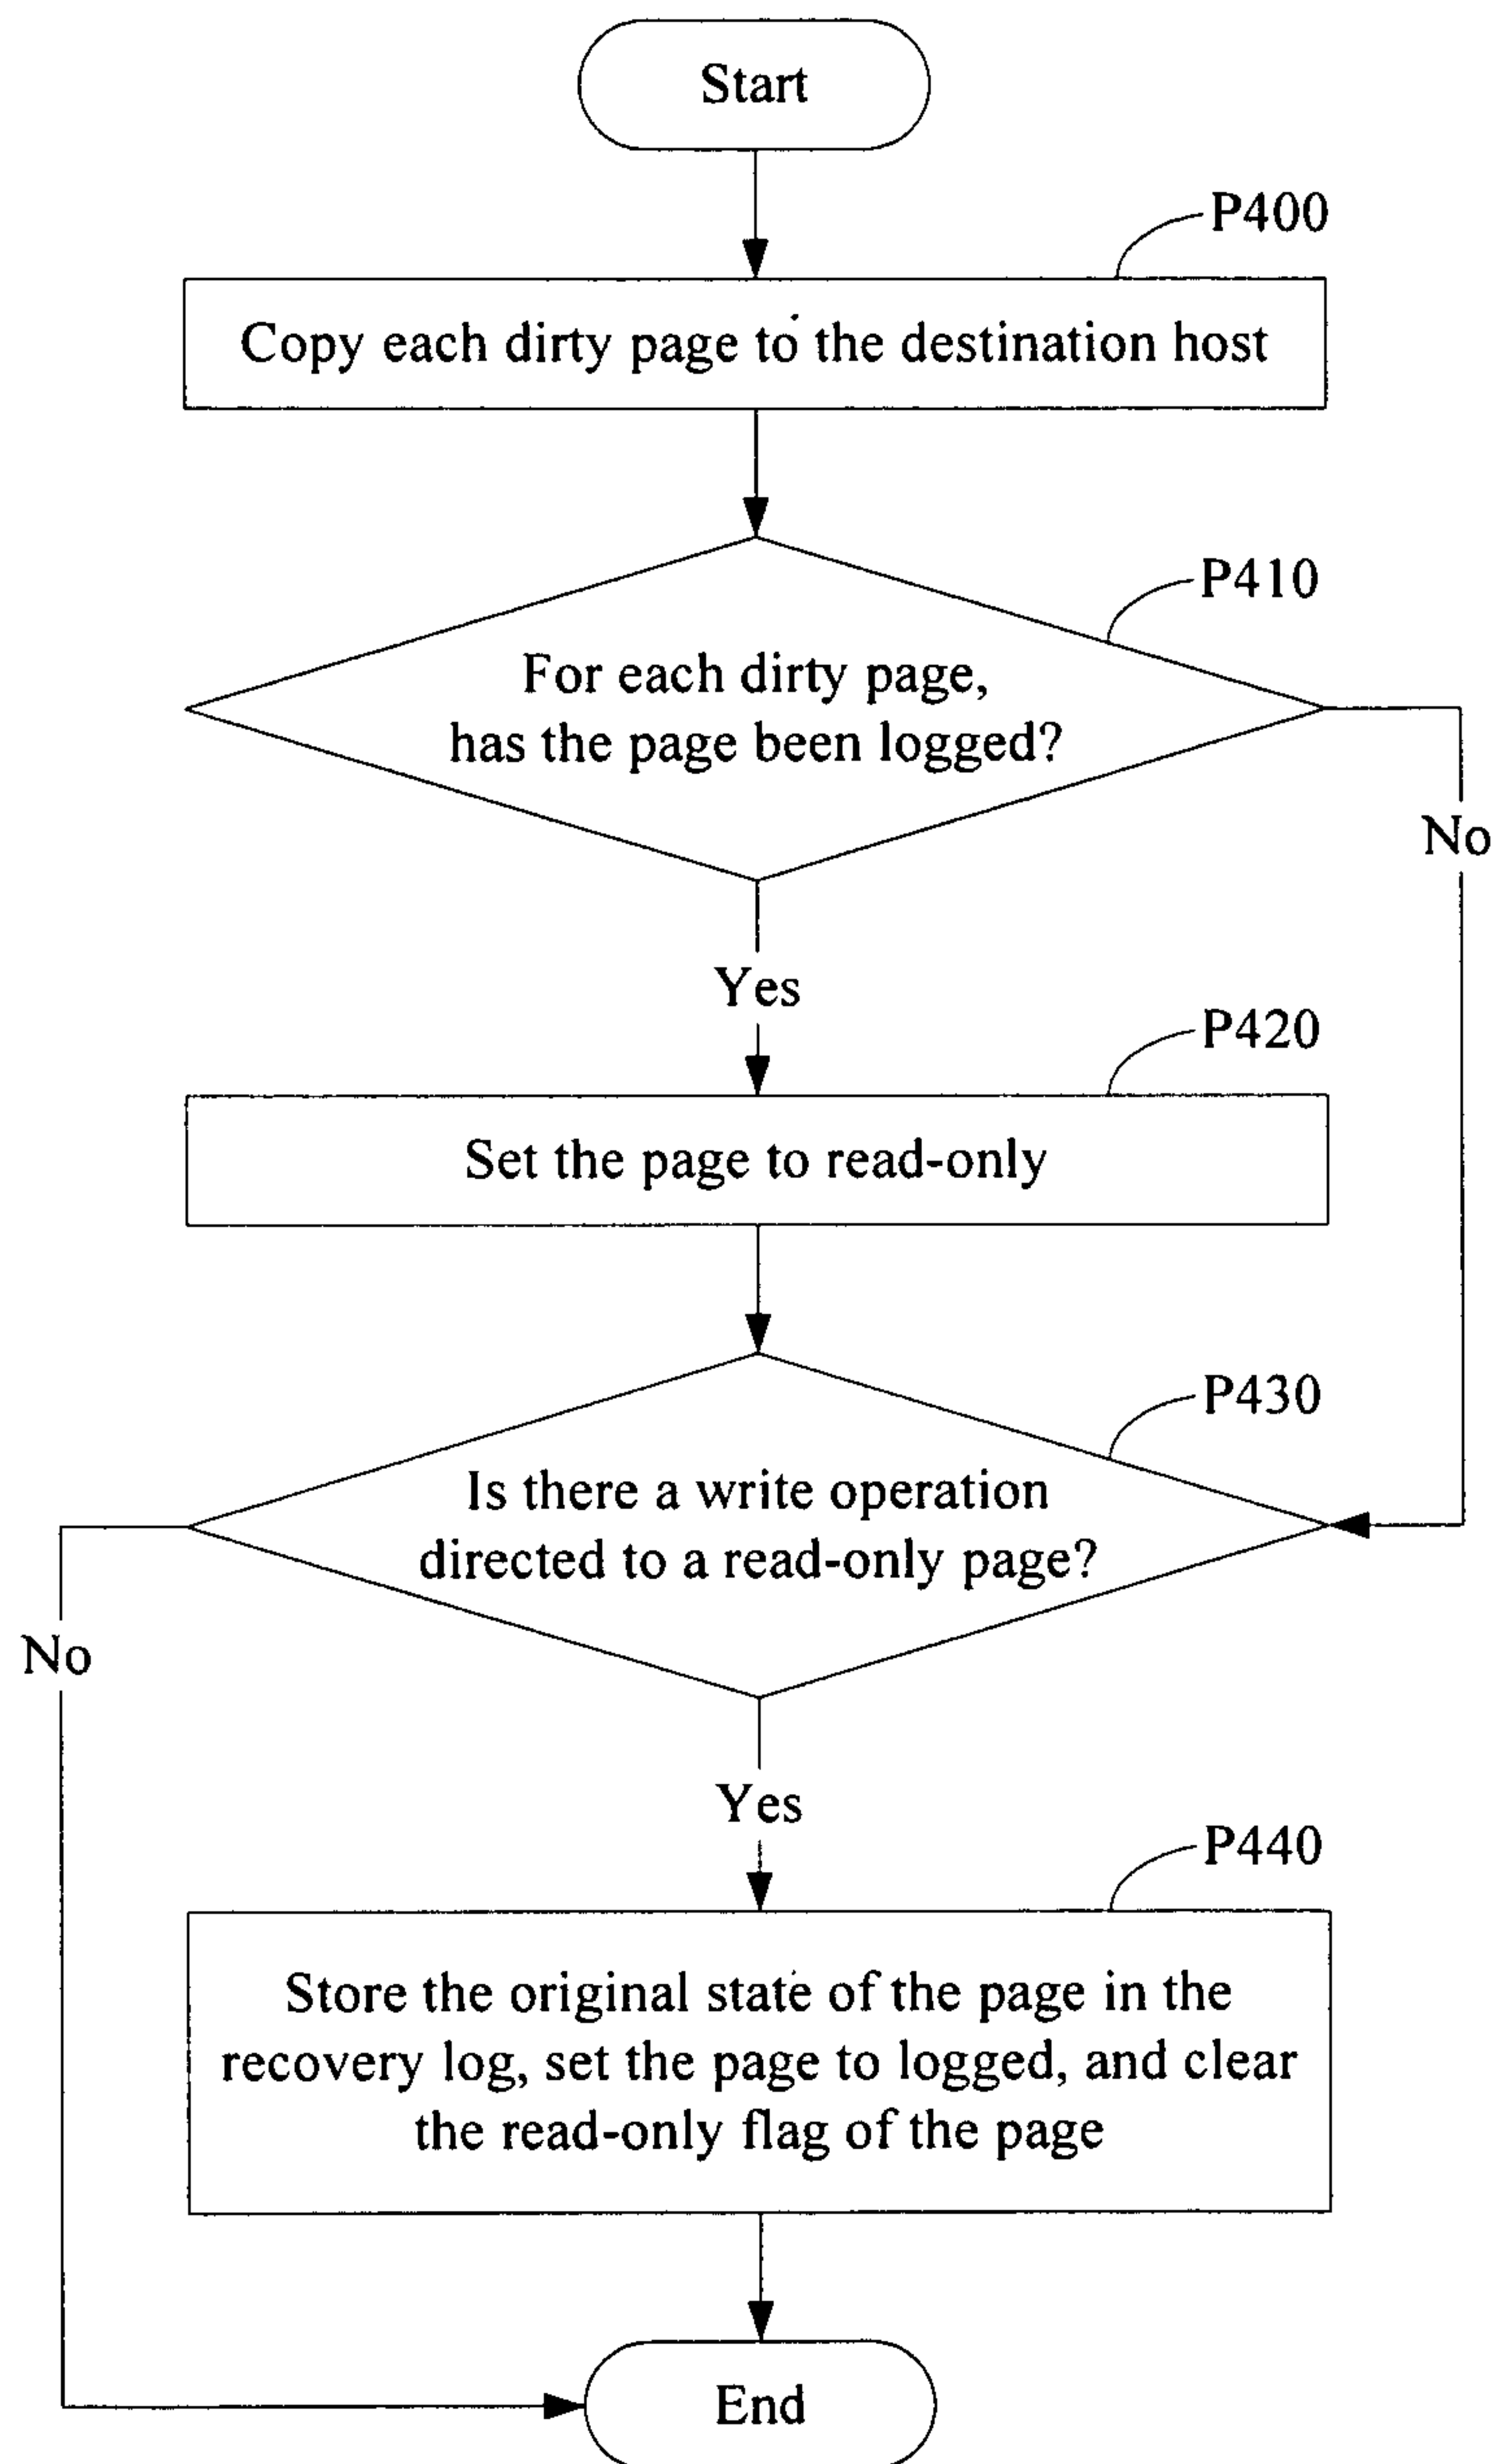 Start
P400
Copy each dirty page to the destination host
P410
For each dirty page,
has the page been logged?
No
Yes
P420
Set the page to read-only
P430
Is there a write operation
directed to a read-only page?
No
Yes
P440
Store the original state of the page in the
recovery log, set the page to logged, and clear
the read-only flag of the page
End